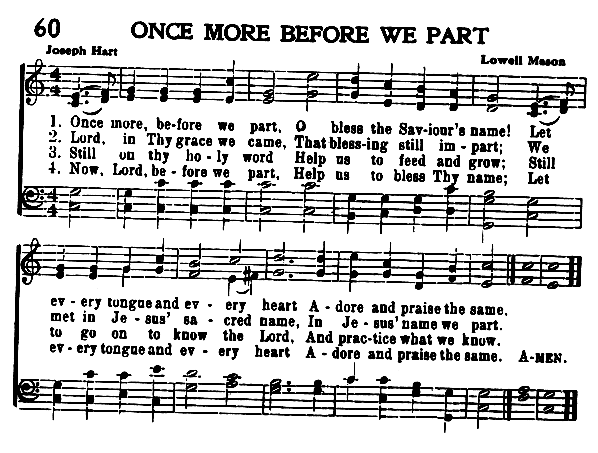 60 ONCE MORE BEFORE WE PART
Joseph Hart
Lowell Mason
1. Once more, be-fore we part, O bless the Sav-iour's name! Let
2. Lord, in Thy grace we came, That bless-ing still im - part; We
3. Still on thy ho - ly word Help us to feed and grow; Still
4. Now, Lord, be - fore we part, Help us to bless Thy name; Let
ev - ery tongue and ev - ery heart A - dore and praise the same.
met in Je - sus' sa - cred name, In Je - sus' name we part.
to go on to know the Lord, And prac-tice what we know.
ev - ery tongue and ev - ery heart A - dore and praise the same. A-MEN.